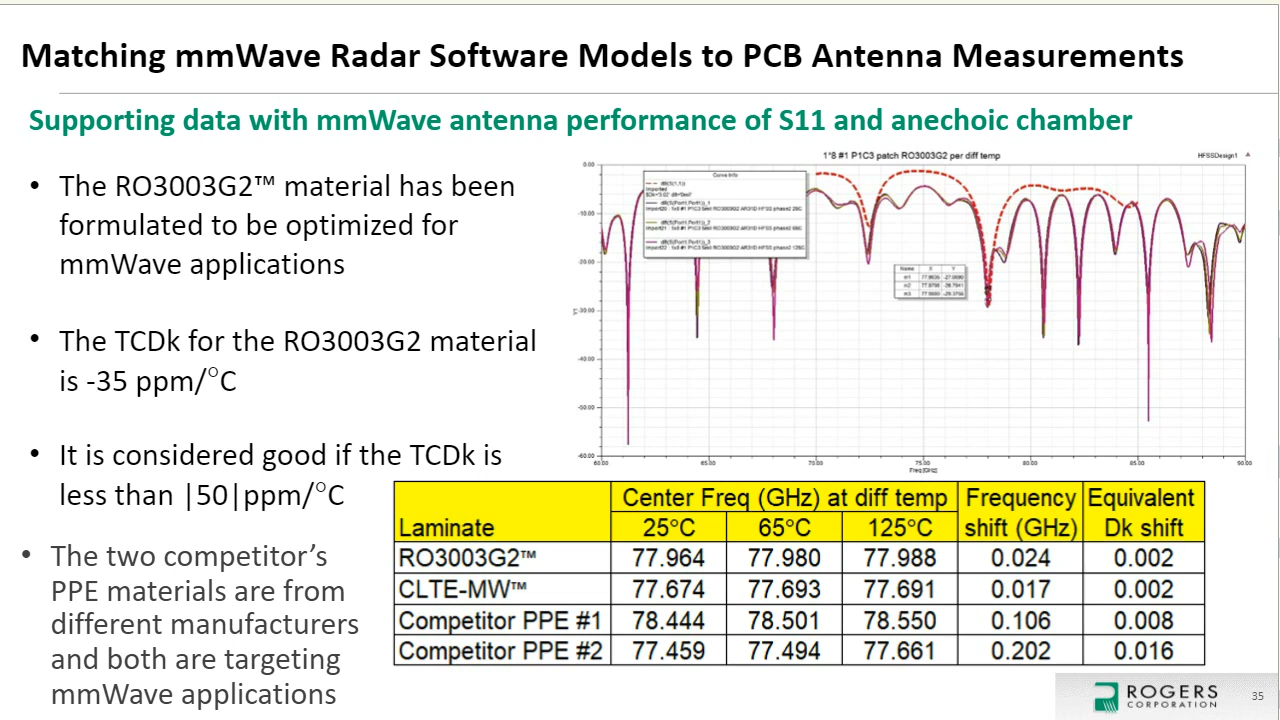 Matching mmWave Radar Software Models to PCB Antenna Measurements
Supporting data with mmWave antenna performance of S11 and anechoic chamber
• The RO3003G2™ material has been
formulated to be optimized for
mmWave applications
• The TCDk for the RO3003G2 material
is -35 ppm/°C
• It is considered good if the TCDk is
less than |50|ppm/°C
• The two competitor’s
PPE materials are from
different manufacturers
and both are targeting
mmWave applications
1*8 #1 P1C3 patch RO3003G2 per diff temp
HFSSDesign1
Curve Info
dB(S(1,1))
Imported
Name X Y
m1
m2
m3
0.00
-10.00
-20.00
-30.00
-40.00
-50.00
-60.00
60.00 65.00 70.00 75.00 80.00 85.00 90.00
Freq [GHz]
Laminate Center Freq (GHz) at diff temp Frequency shift (GHz) Equivalent Dk shift
25°C 65°C 125°C
RO3003G2™ 77.964 77.980 77.988 0.024 0.002
CLTE-MW™ 77.674 77.693 77.691 0.017 0.002
Competitor PPE #1 78.444 78.501 78.550 0.106 0.008
Competitor PPE #2 77.459 77.494 77.661 0.202 0.016
ROGERS
CORPORATION
35